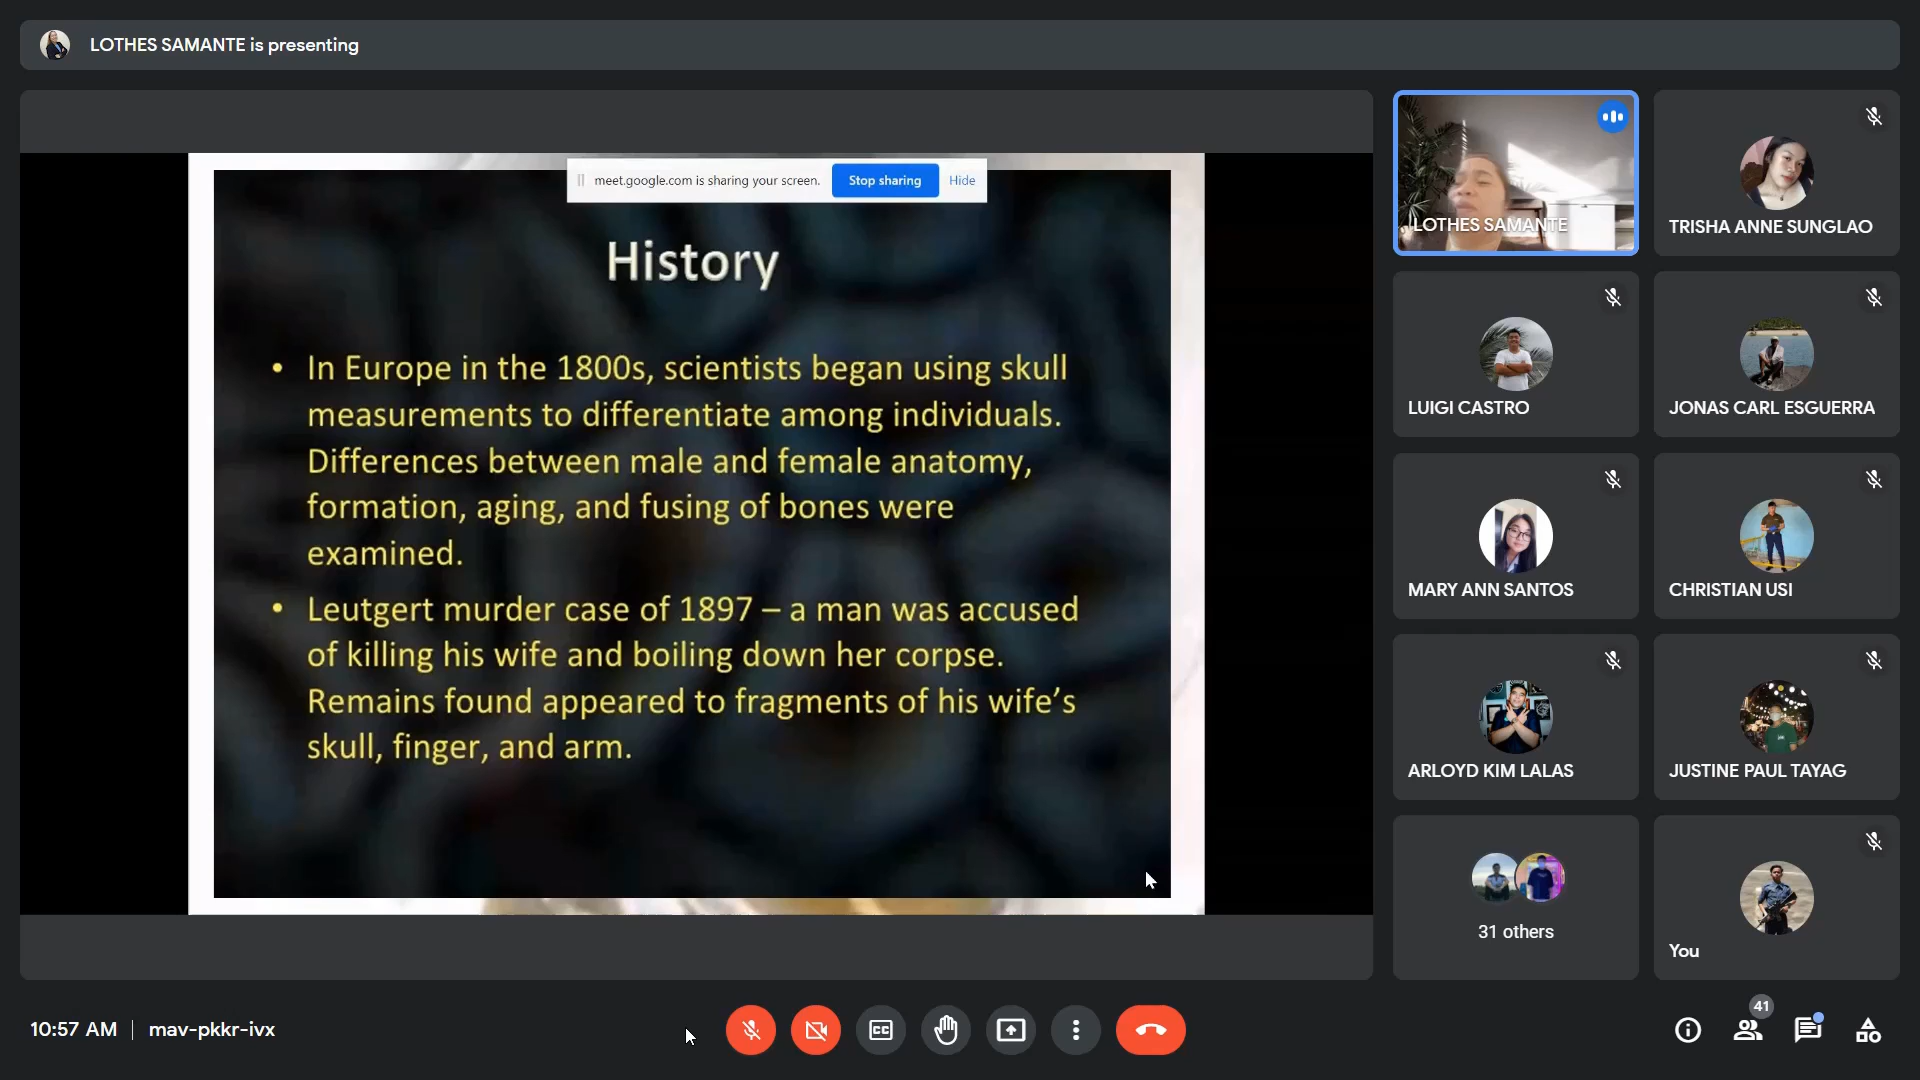 LOTHES SAMANTE is presenting
meet.google.com is sharing your screen.
Stop sharing
Hide
History
• In Europe in the 1800s, scientists began using skull
measurements to differentiate among individuals.
Differences between male and female anatomy,
formation, aging, and fusing of bones were
examined.
• Leutgert murder case of 1897 – a man was accused
of killing his wife and boiling down her corpse.
Remains found appeared to fragments of his wife's
skull, finger, and arm.
LOTHES SAMANTE
TRISHA ANNE SUNGLAO
LUIGI CASTRO
JONAS CARL ESGUERRA
MARY ANN SANTOS
CHRISTIAN USI
ARLOYD KIM LALAS
JUSTINE PAUL TAYAG
31 others
You
10:57 AM | mav-pkkr-ivx
CC
41